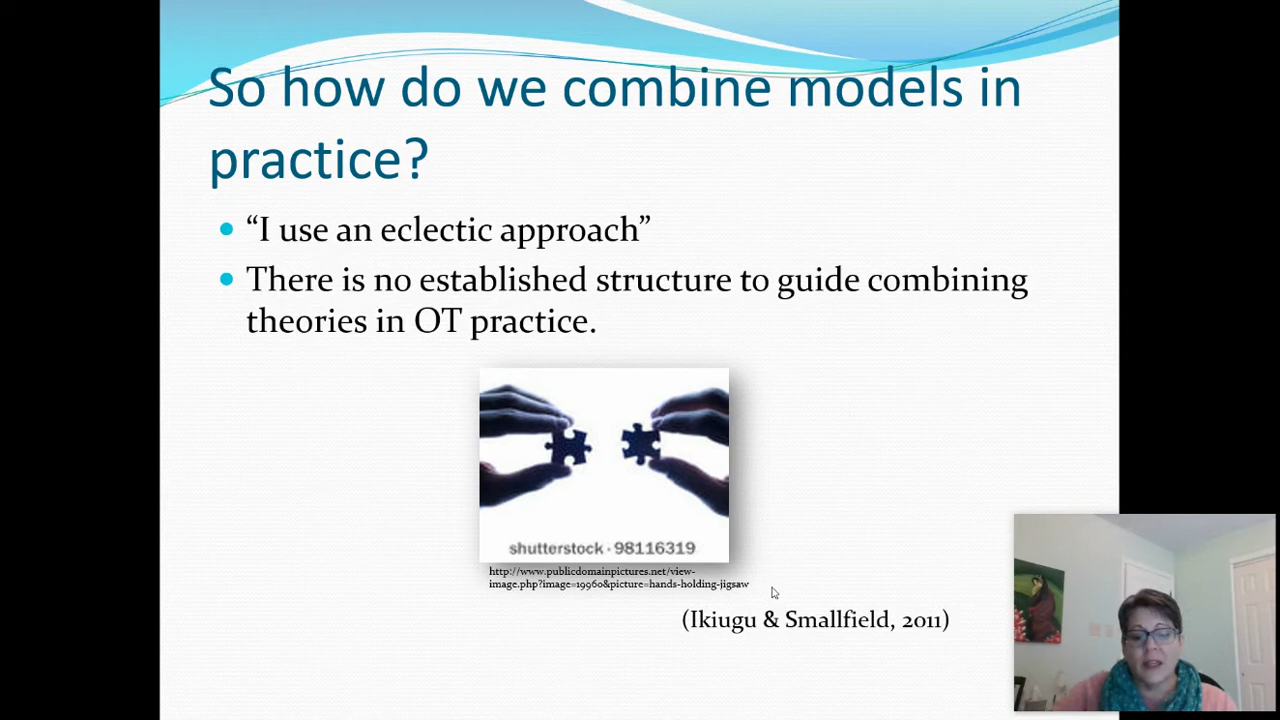 So how do we combine models in
practice?
“I use an eclectic approach”
There is no established structure to guide combining
theories in OT practice.
shutterstock · 98116319
http://www.publicdomainpictures.net/view-
image.php?image=19960&picture=hands-holding-jigsaw
(Ikiugu & Smallfield, 2011)